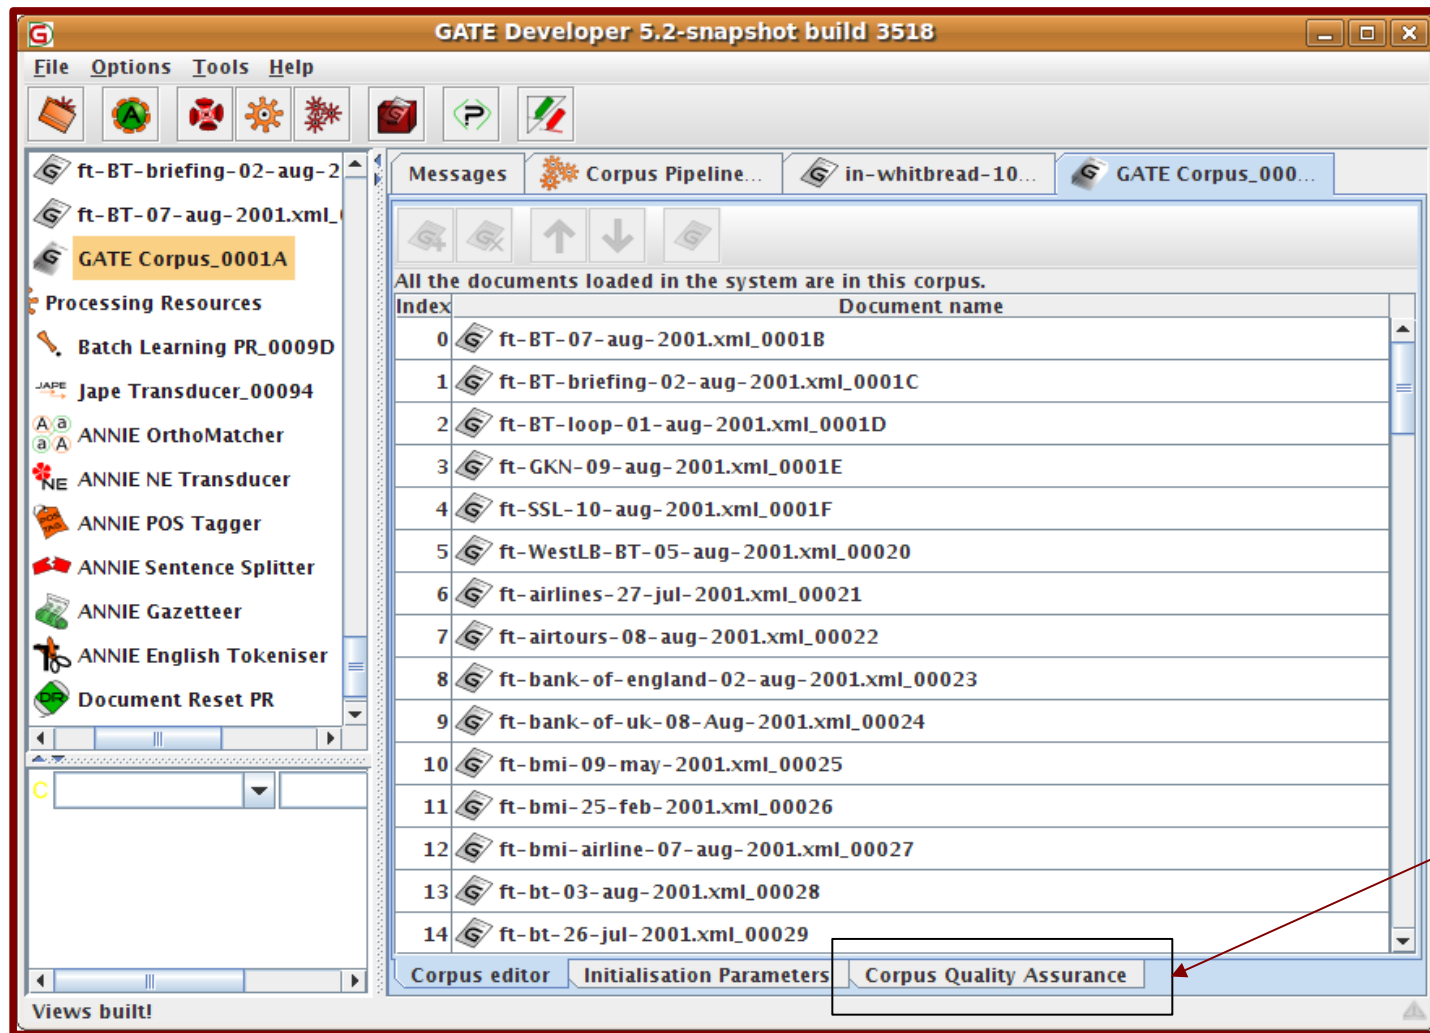 GATE Developer 5.2-snapshot build 3518
File Options Tools Help
ft-BT-briefing-02-aug-2
ft-BT-07-aug-2001.xml_
GATE Corpus_0001A
Processing Resources
Batch Learning PR_0009D
JAPE Jape Transducer_00094
Aa aA ANNIE OrthoMatcher
NE ANNIE NE Transducer
POS TAG ANNIE POS Tagger
ANNIE Sentence Splitter
ANNIE Gazetteer
ANNIE English Tokeniser
DR Document Reset PR
C
Messages Corpus Pipeline... in-whitbread-10... GATE Corpus_000...
All the documents loaded in the system are in this corpus.
Index Document name
0 ft-BT-07-aug-2001.xml_0001B
1 ft-BT-briefing-02-aug-2001.xml_0001C
2 ft-BT-loop-01-aug-2001.xml_0001D
3 ft-GKN-09-aug-2001.xml_0001E
4 ft-SSL-10-aug-2001.xml_0001F
5 ft-WestLB-BT-05-aug-2001.xml_00020
6 ft-airlines-27-jul-2001.xml_00021
7 ft-airtours-08-aug-2001.xml_00022
8 ft-bank-of-england-02-aug-2001.xml_00023
9 ft-bank-of-uk-08-Aug-2001.xml_00024
10 ft-bmi-09-may-2001.xml_00025
11 ft-bmi-25-feb-2001.xml_00026
12 ft-bmi-airline-07-aug-2001.xml_00027
13 ft-bt-03-aug-2001.xml_00028
14 ft-bt-26-jul-2001.xml_00029
Corpus editor Initialisation Parameters Corpus Quality Assurance
Views built!